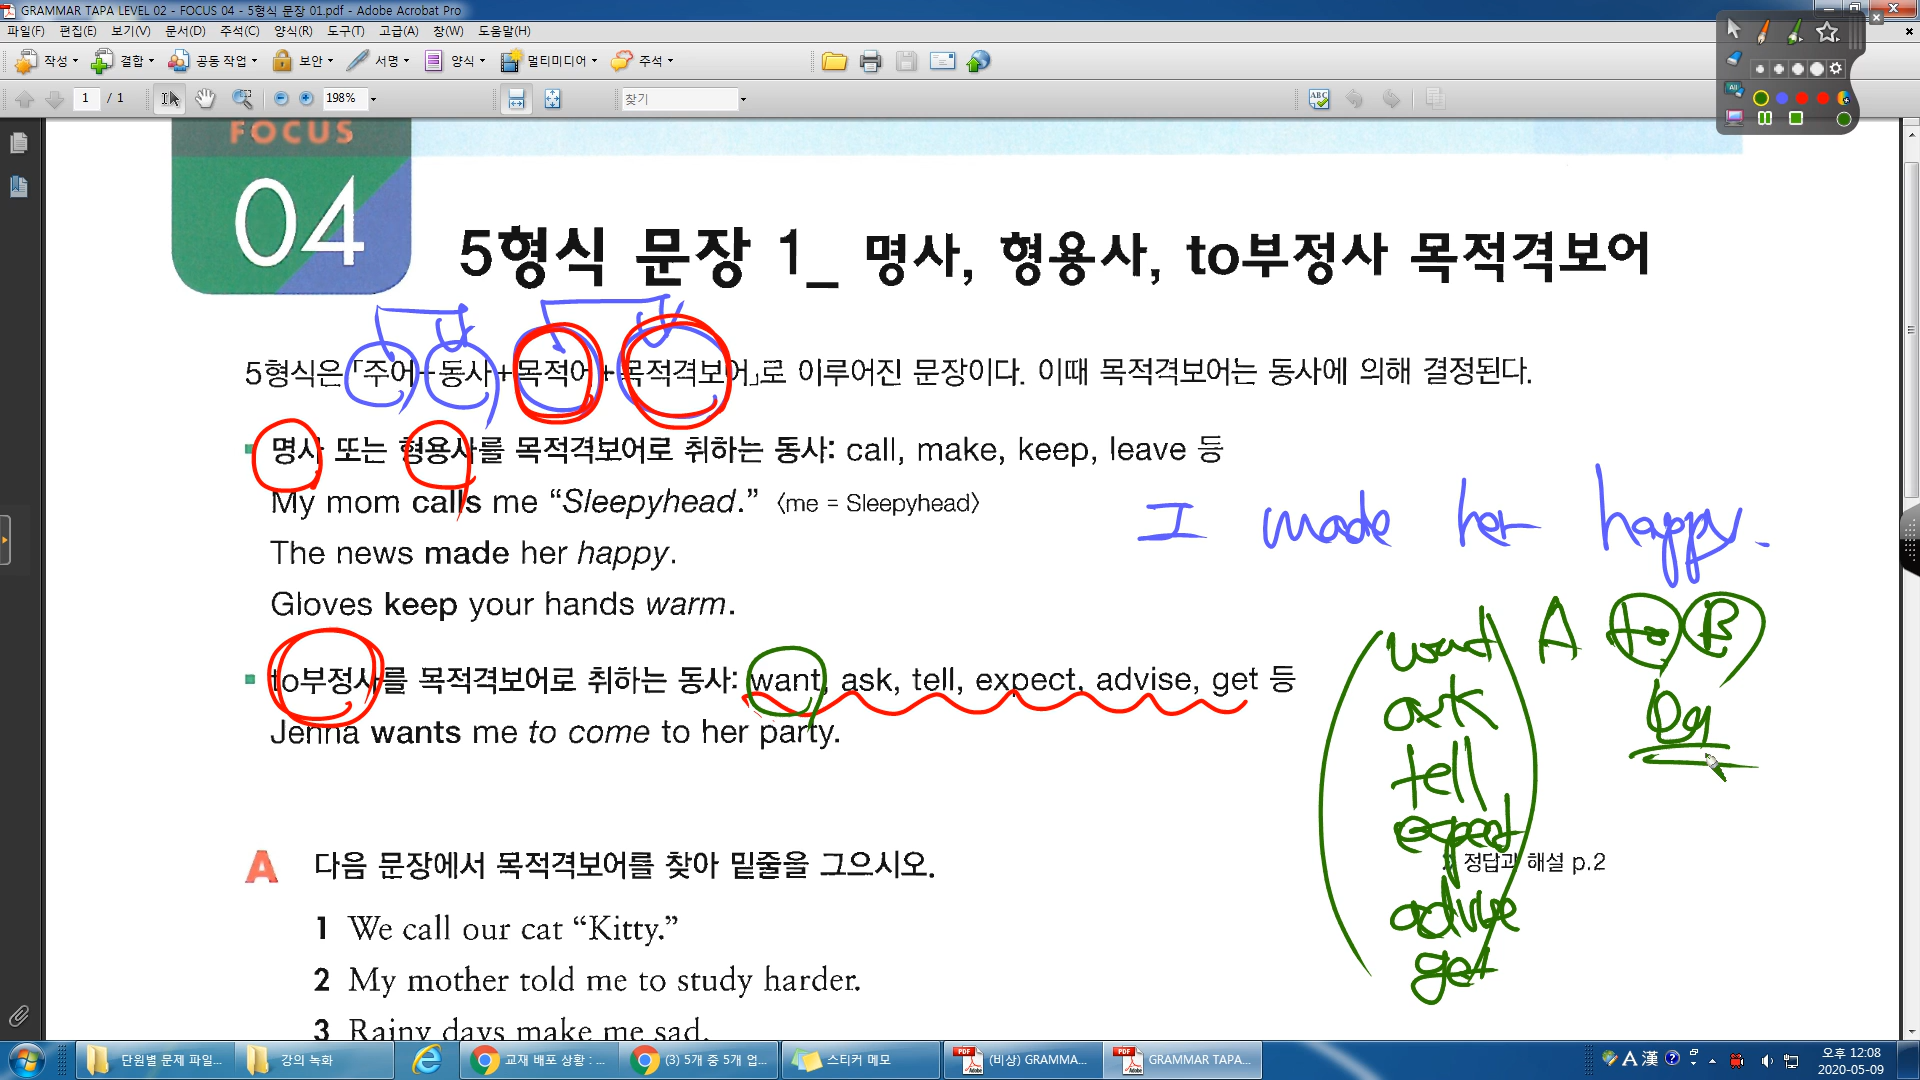 GRAMMAR TAPA LEVEL 02 - FOCUS 04 - 5형식 문장 01.pdf - Adobe Acrobat Pro
파일(F) 편집(E) 보기(V) 문서(D) 주석(C) 양식(R) 도구(T) 고급(A) 창(W) 도움말(H)
작성 결합 공동 작업 보안 서명 양식 멀티미디어 주석
1 / 1 198% 찾기
FOCUS
04
5형식 문장 1_ 명사, 형용사, to부정사 목적격보어
5형식은 「주어+동사+목적어+목적격보어」로 이루어진 문장이다. 이때 목적격보어는 동사에 의해 결정된다.
명사 또는 형용사를 목적격보어로 취하는 동사: call, make, keep, leave 등
My mom calls me “Sleepyhead.” 〈me = Sleepyhead〉
I made her happy.
The news made her happy.
Gloves keep your hands warm.
want A to B
to부정사를 목적격보어로 취하는 동사: want, ask, tell, expect, advise, get 등
ask
Jenna wants me to come to her party.
tell
expect
정답과 해설 p.2
advise
get
A 다음 문장에서 목적격보어를 찾아 밑줄을 그으시오.
1 We call our cat “Kitty.”
2 My mother told me to study harder.
3 Rainy days make me sad.
단원별 문제 파일... 강의 녹화 교재 배포 상황 : ... (3) 5개 중 5개 업... 스티커 메모 (비상) GRAMMA... GRAMMAR TAPA...
A 漢
오후 12:08
2020-05-09